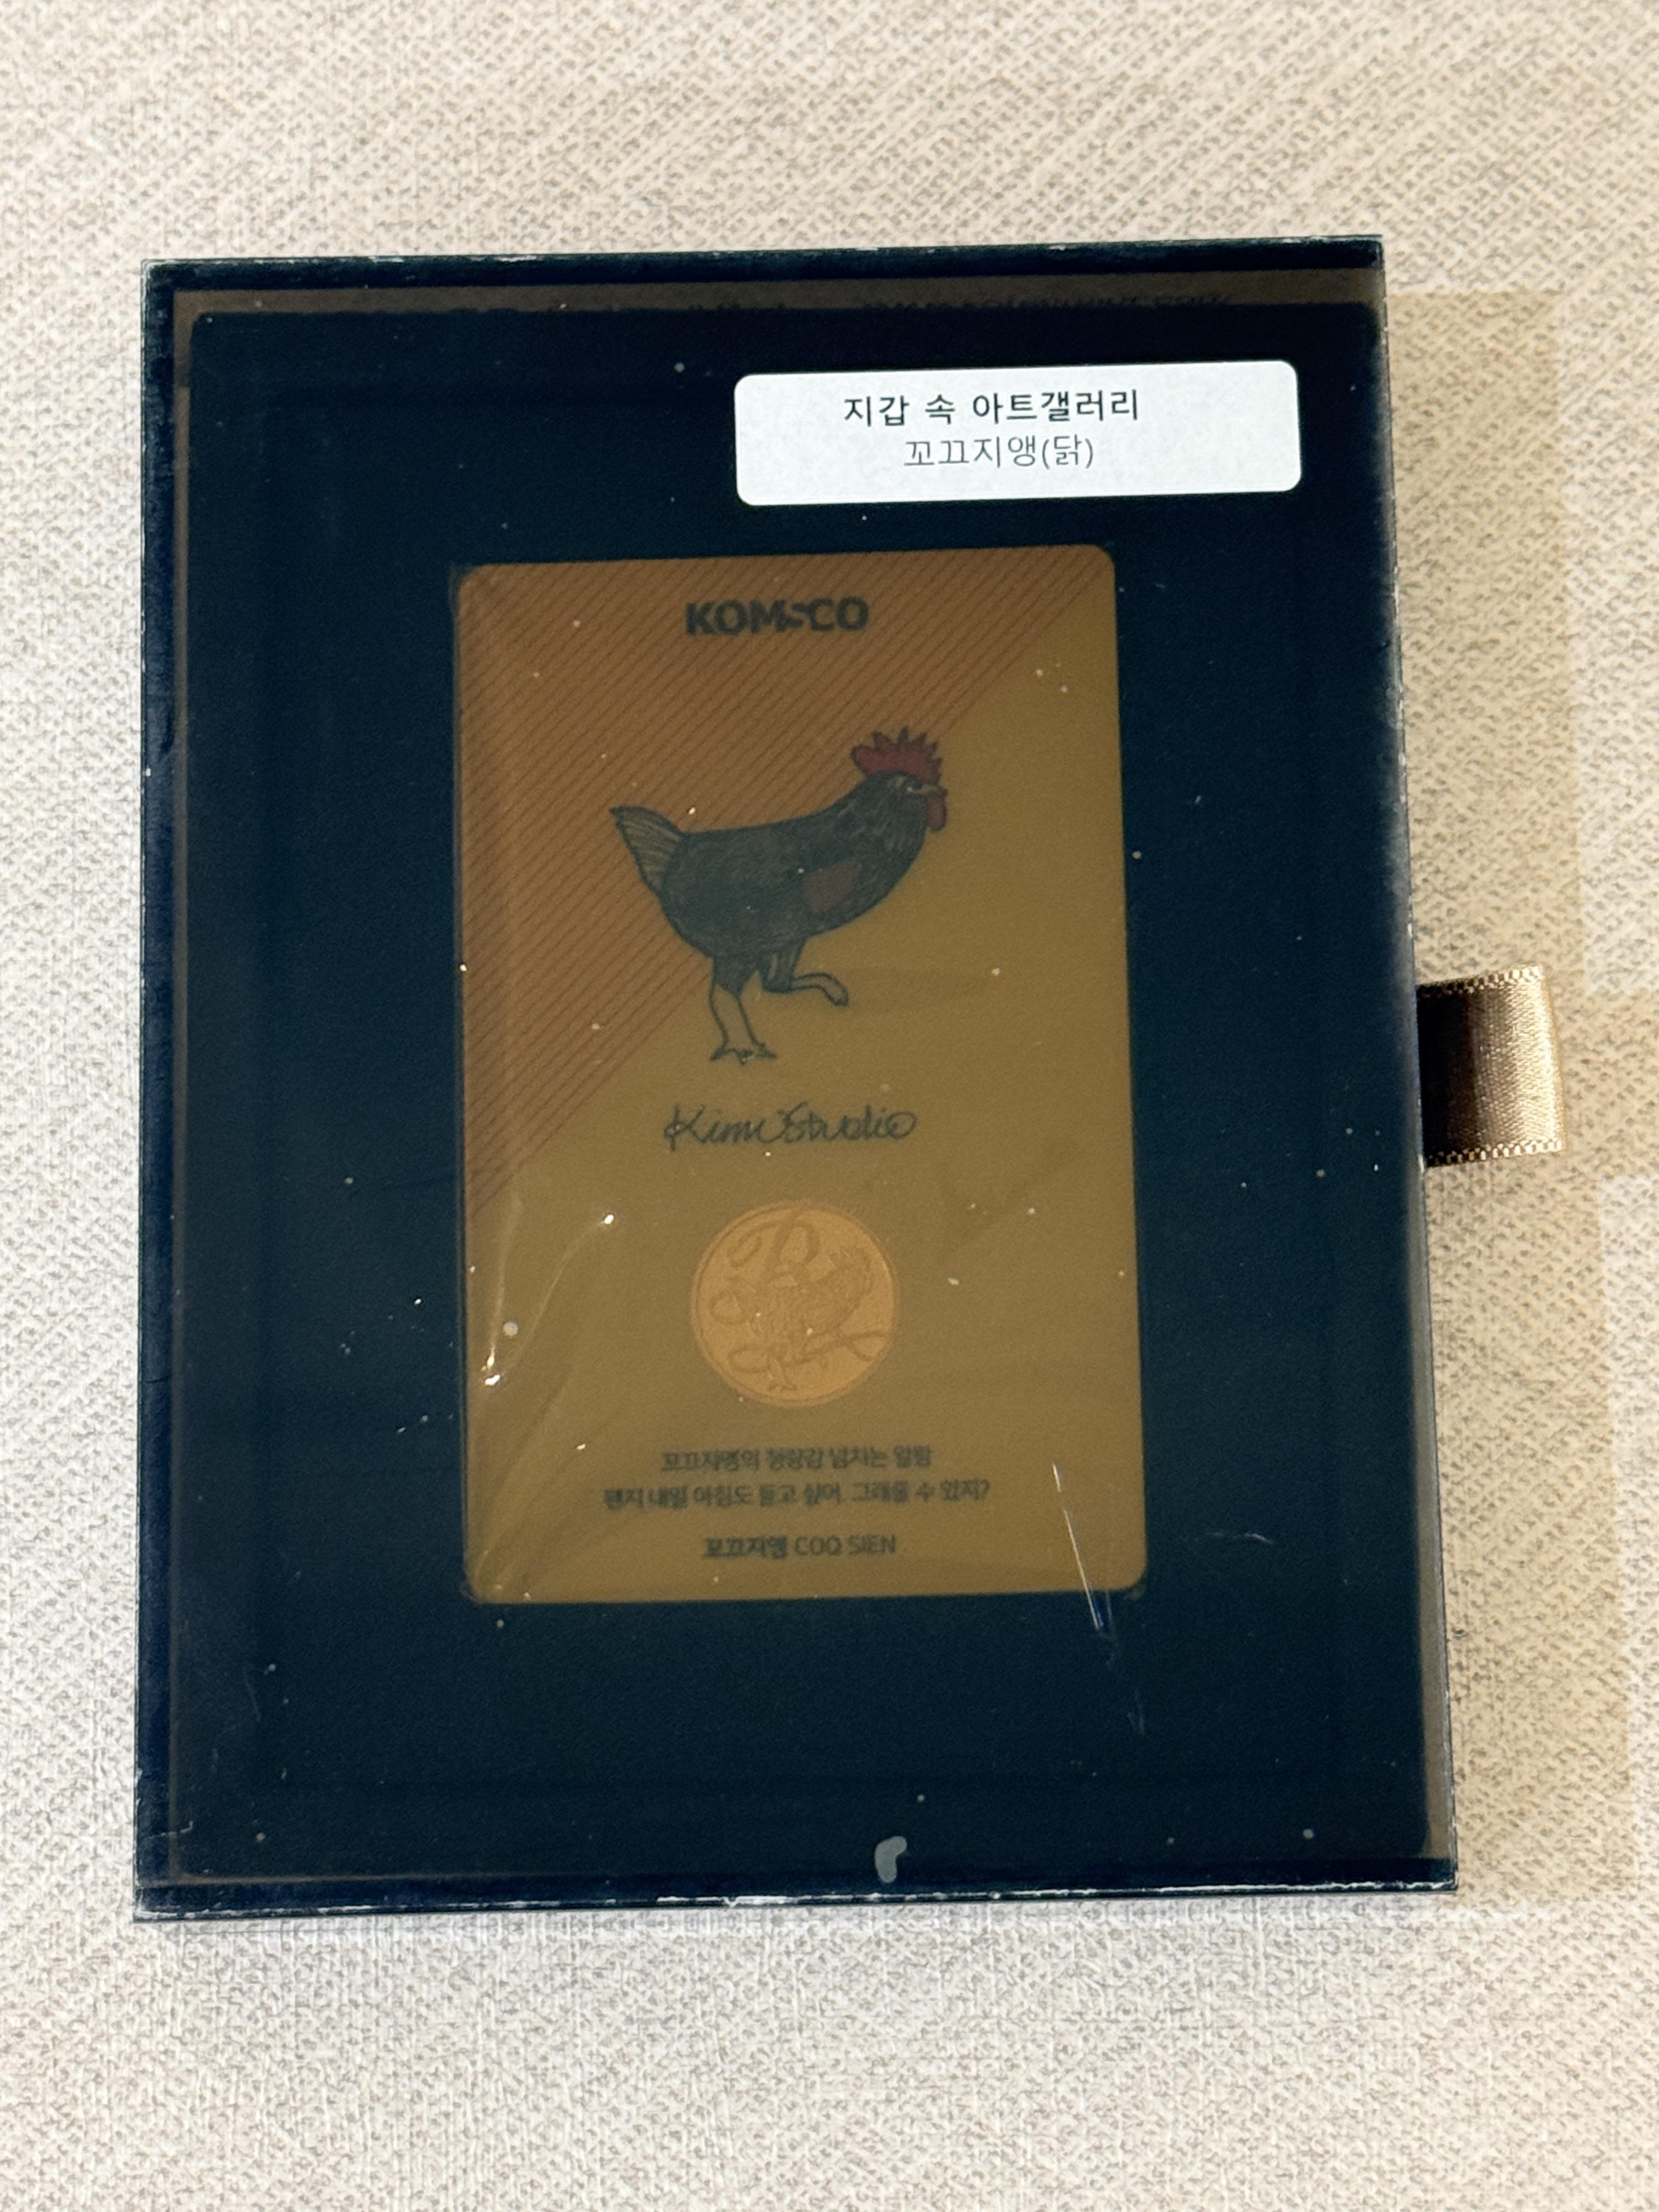 지갑 속 아트갤러리
꼬끄지앵(닭)
KOMSCO
꼬끄지앵의 청량감 넘치는 알람
웬지 내일 아침도 듣고 싶어. 그래줄 수 있지?
꼬끄지앵 COQ SIEN